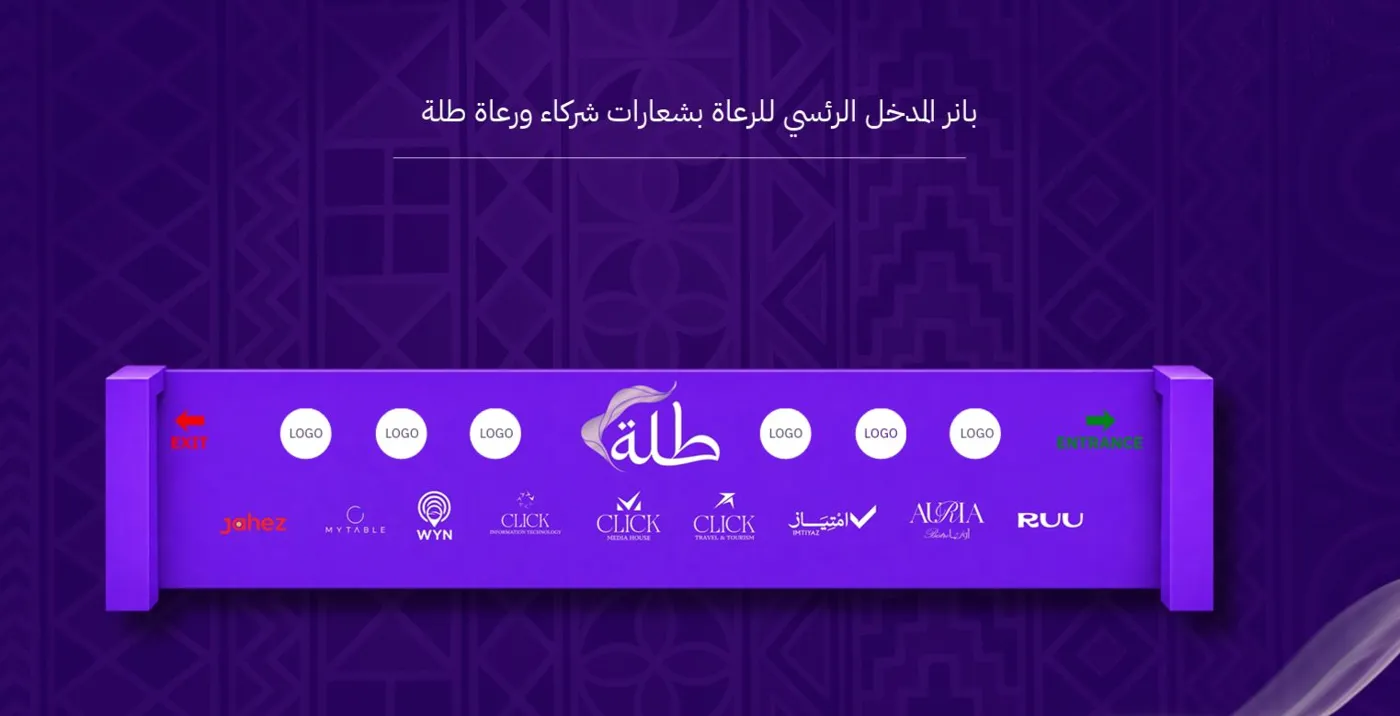 بانر المدخل الرئسي للرعاة بشعارات شركاء ورعاة طلة
EXIT
LOGO LOGO LOGO طلة LOGO LOGO LOGO
ENTRANCE
jahez
MYTABLE
WYN
CLICK
INFORMATION TECHNOLOGY
CLICK
MEDIA HOUSE
CLICK
TRAVEL & TOURISM
امتياز
IMTIYAZ
AURIA
RUU